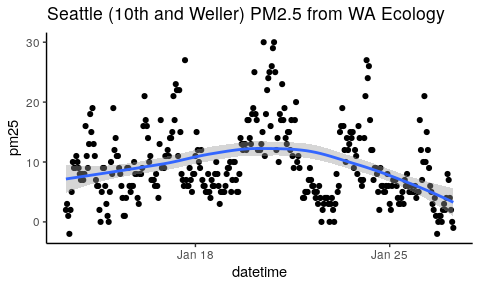 Seattle (10th and Weller) PM2.5 from WA Ecology
30
20
10
0
pm25
Jan 18
Jan 25
datetime